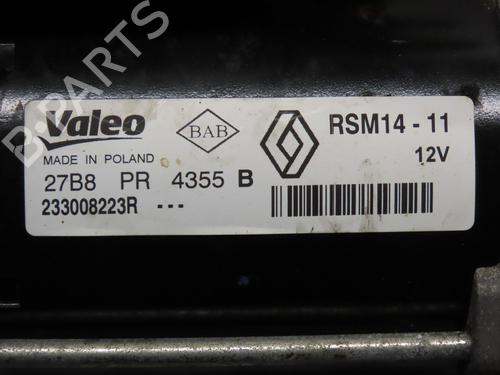 Valeo
BAB
RSM14 - 11
MADE IN POLAND
12V
27B8 PR 4355 B
233008223R ---
B-PARTS